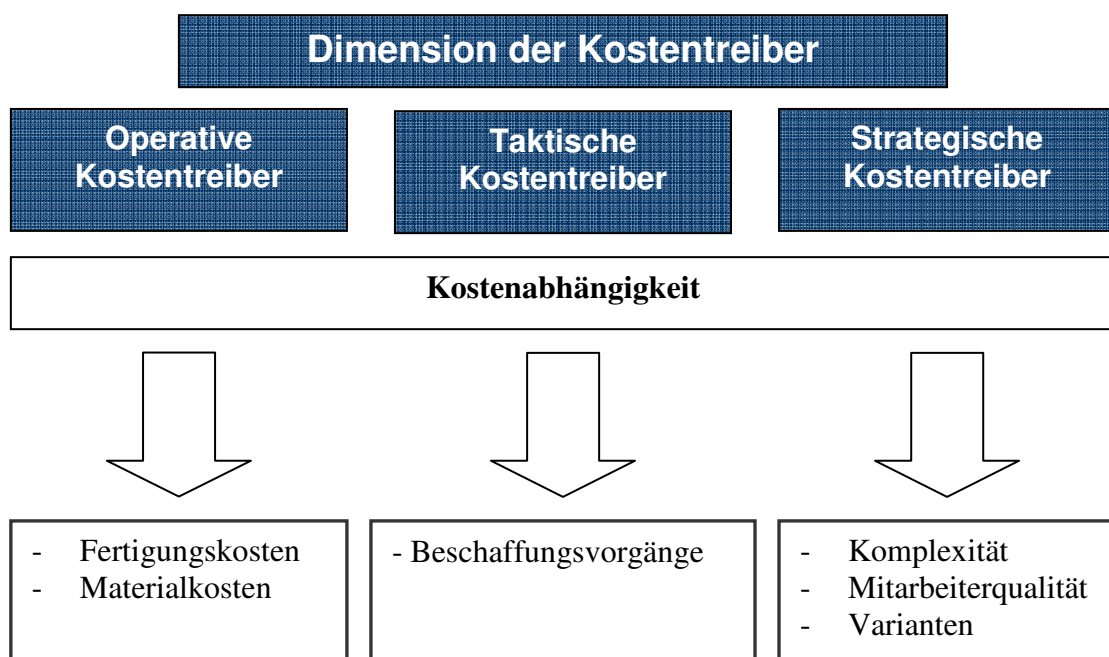 Dimension der Kostentreiber
Operative
Kostentreiber
Taktische
Kostentreiber
Strategische
Kostentreiber
Kostenabhängigkeit
- Fertigungskosten
- Materialkosten
- Beschaffungsvorgänge
- Komplexität
- Mitarbeiterqualität
- Varianten